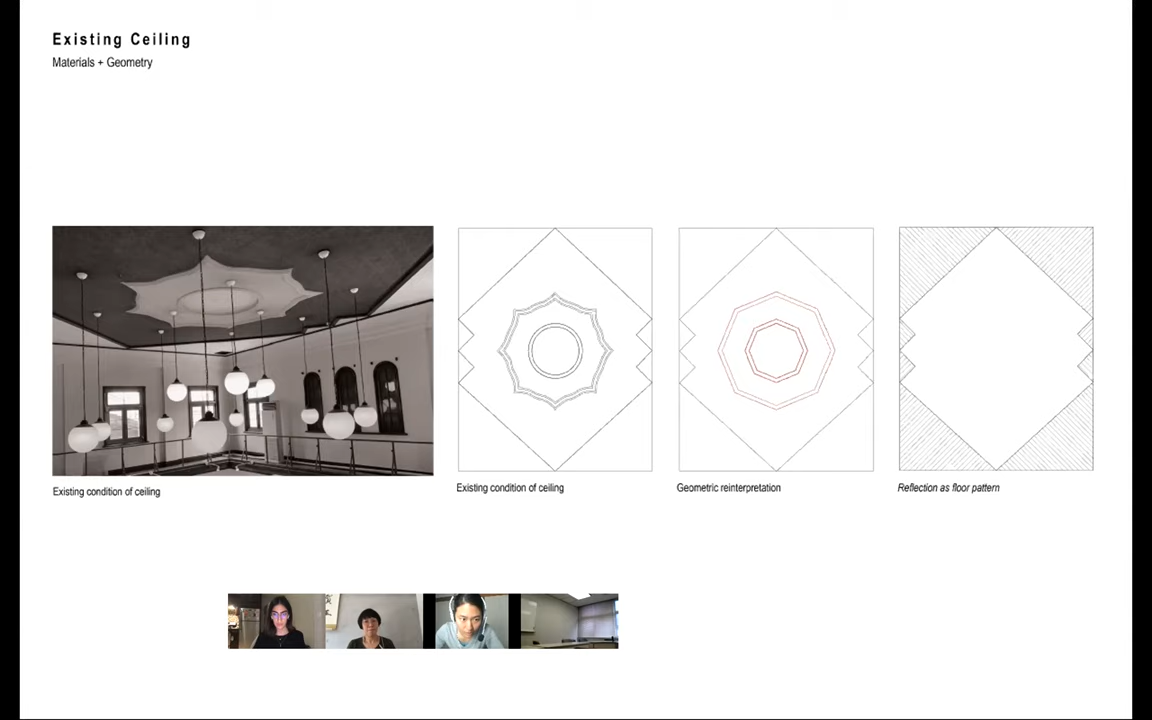 Existing Ceiling
Materials + Geometry
Existing condition of ceiling
Existing condition of ceiling
Geometric reinterpretation
Reflection as floor pattern